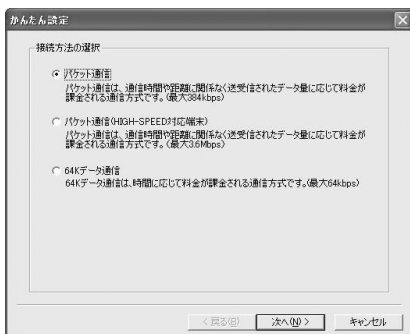 かんたん設定
接続方法の選択
パケット通信
パケット通信は、通信時間や距離に関係なく送受信されたデータ量に応じて料金が
課金される通信方式です。(最大384kbps)
パケット通信(HIGH-SPEED対応端末)
パケット通信は、通信時間や距離に関係なく送受信されたデータ量に応じて料金が
課金される通信方式です。(最大3.6Mbps)
64Kデータ通信
64Kデータ通信は、時間に応じて料金が課金される通信方式です。(最大64kbps)
< 戻る(B) 次へ(N) > キャンセル